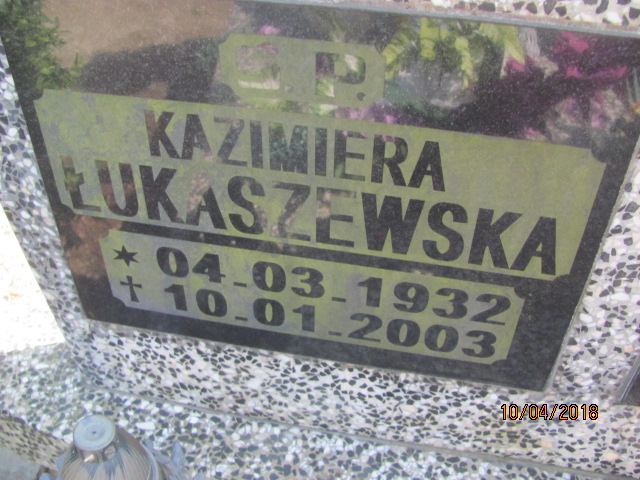 Ś.P.
KAZIMIERA
ŁUKASZEWSKA
04-03-1932
10-01-2003
10/04/2018